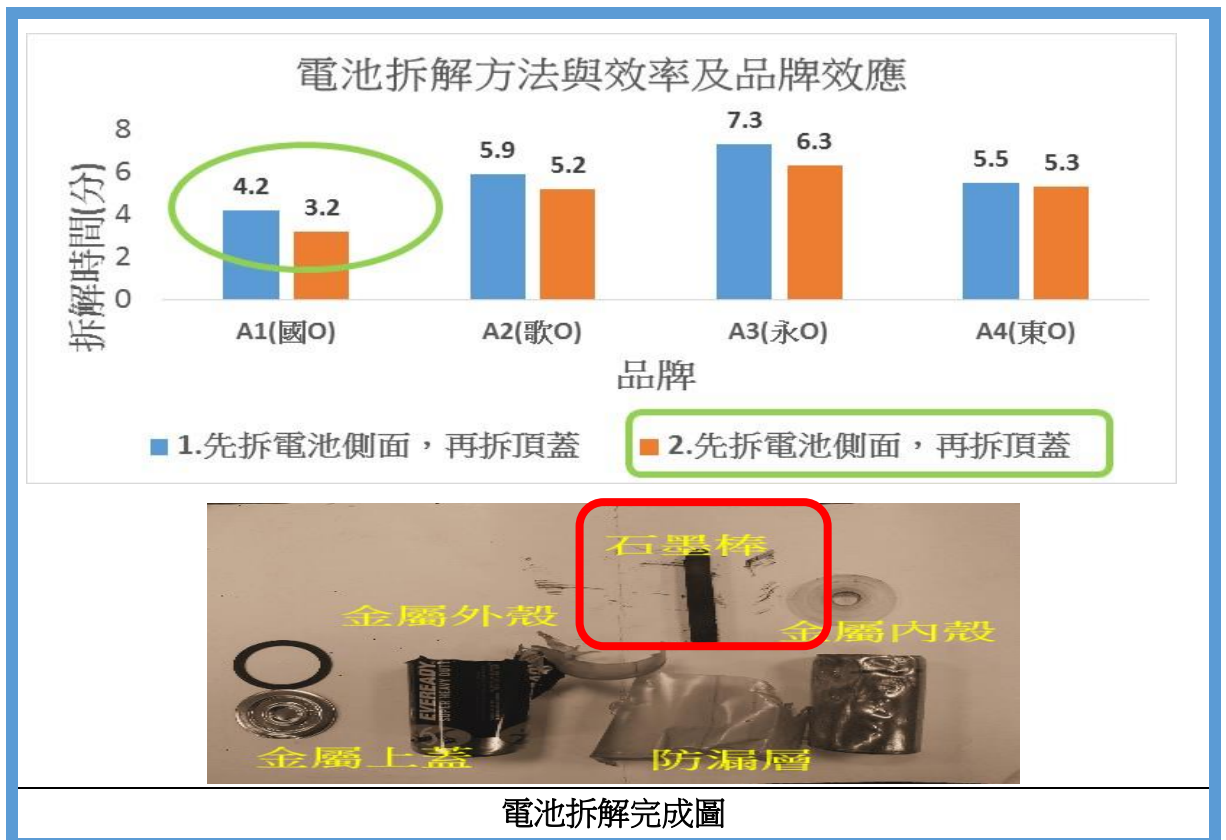 電池拆解方法與效率及品牌效應
拆解時間(分)
8
6
4
2
0
4.2
3.2
5.9
5.2
7.3
6.3
5.5
5.3
A1(國O)
A2(歌O)
A3(永O)
A4(東O)
品牌
1.先拆電池側面，再拆頂蓋
2.先拆電池側面，再拆頂蓋
石墨棒
金屬外殼
金屬內殼
EVEREADY
SUPER HEAVY DUTY
金屬上蓋
防漏層
電池拆解完成圖